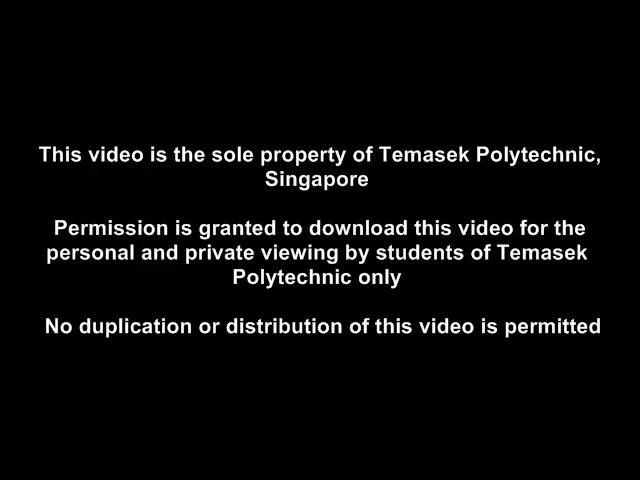 This video is the sole property of Temasek Polytechnic,
Singapore
Permission is granted to download this video for the
personal and private viewing by students of Temasek
Polytechnic only
No duplication or distribution of this video is permitted